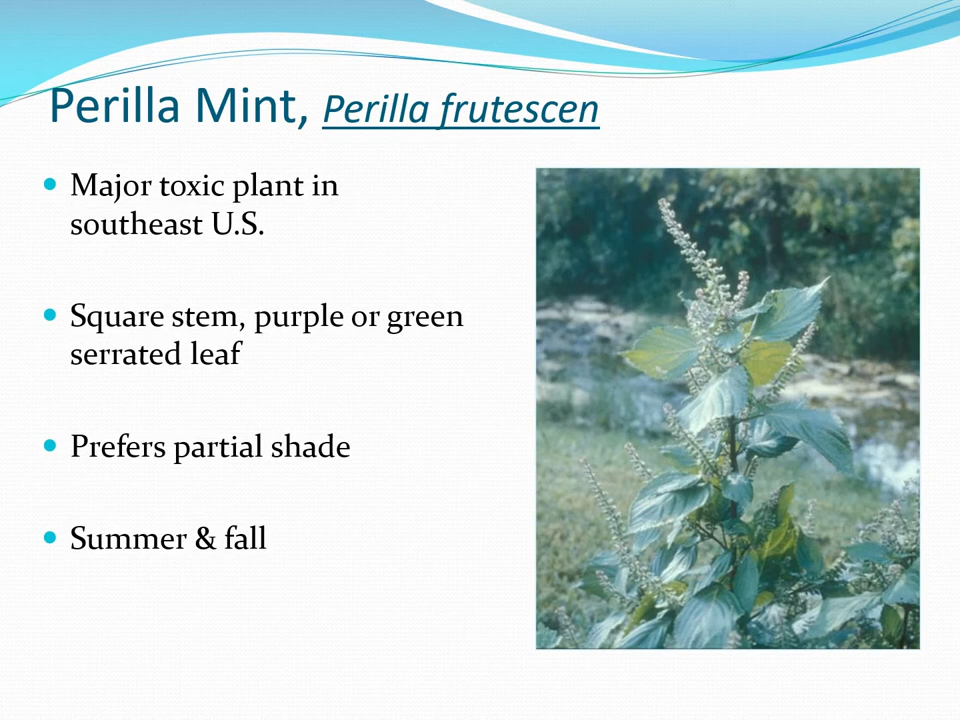 Perilla Mint, Perilla frutescen
• Major toxic plant in
southeast U.S.
• Square stem, purple or green
serrated leaf
• Prefers partial shade
• Summer & fall